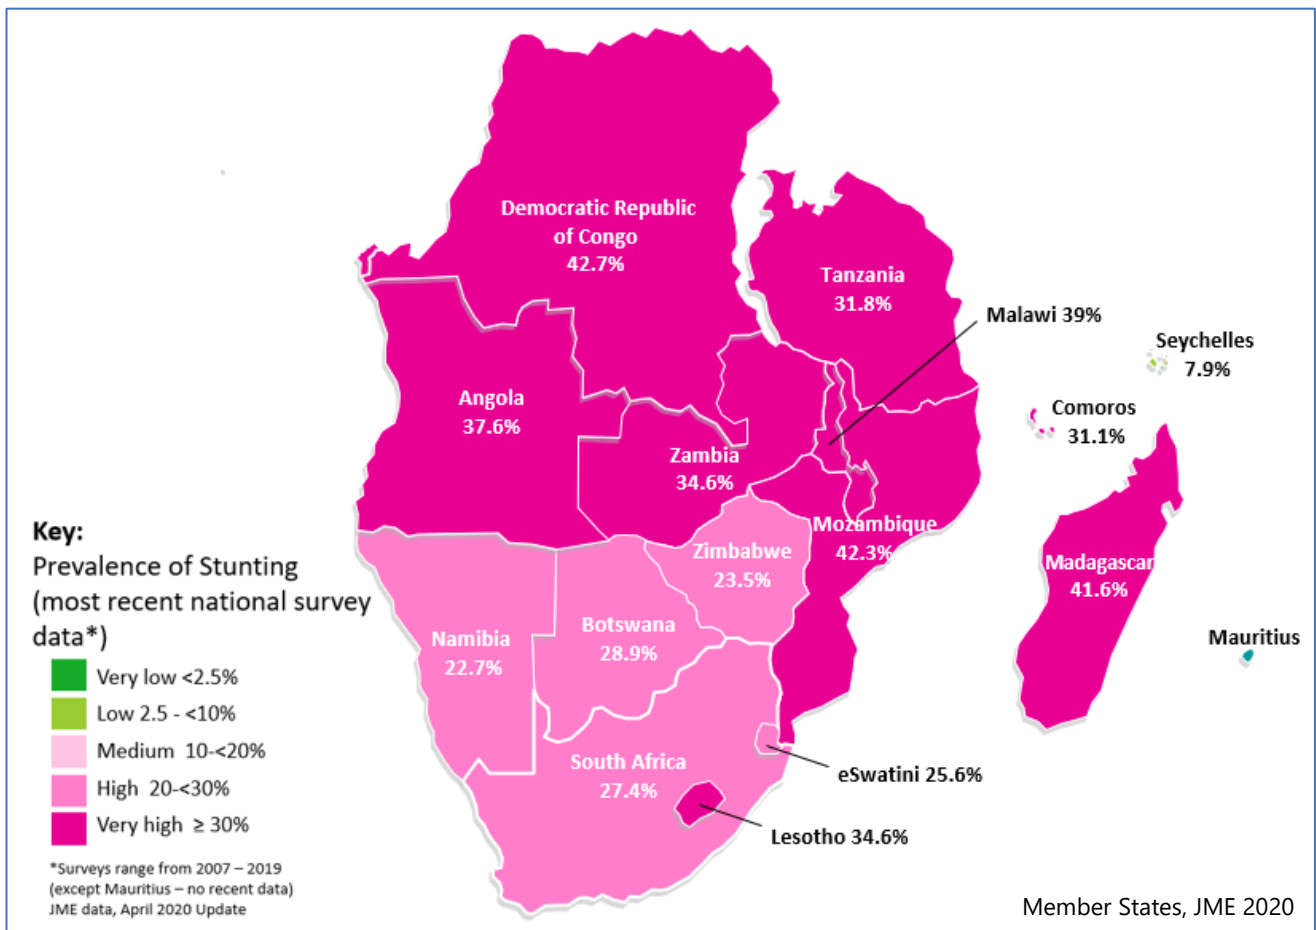 Democratic Republic
of Congo
42.7%
Tanzania
31.8%
Malawi 39%
Seychelles
7.9%
Angola
37.6%
Comoros
31.1%
Zambia
34.6%
Mozambique
42.3%
Zimbabwe
23.5%
Madagascar
41.6%
Namibia
22.7%
Botswana
28.9%
Mauritius
South Africa
27.4%
eSwatini 25.6%
Lesotho 34.6%
Key:
Prevalence of Stunting
(most recent national survey
data*)
Very low <2.5%
Low 2.5 - <10%
Medium 10-<20%
High 20-<30%
Very high ≥ 30%
*Surveys range from 2007 – 2019
(except Mauritius – no recent data)
JME data, April 2020 Update
Member States, JME 2020